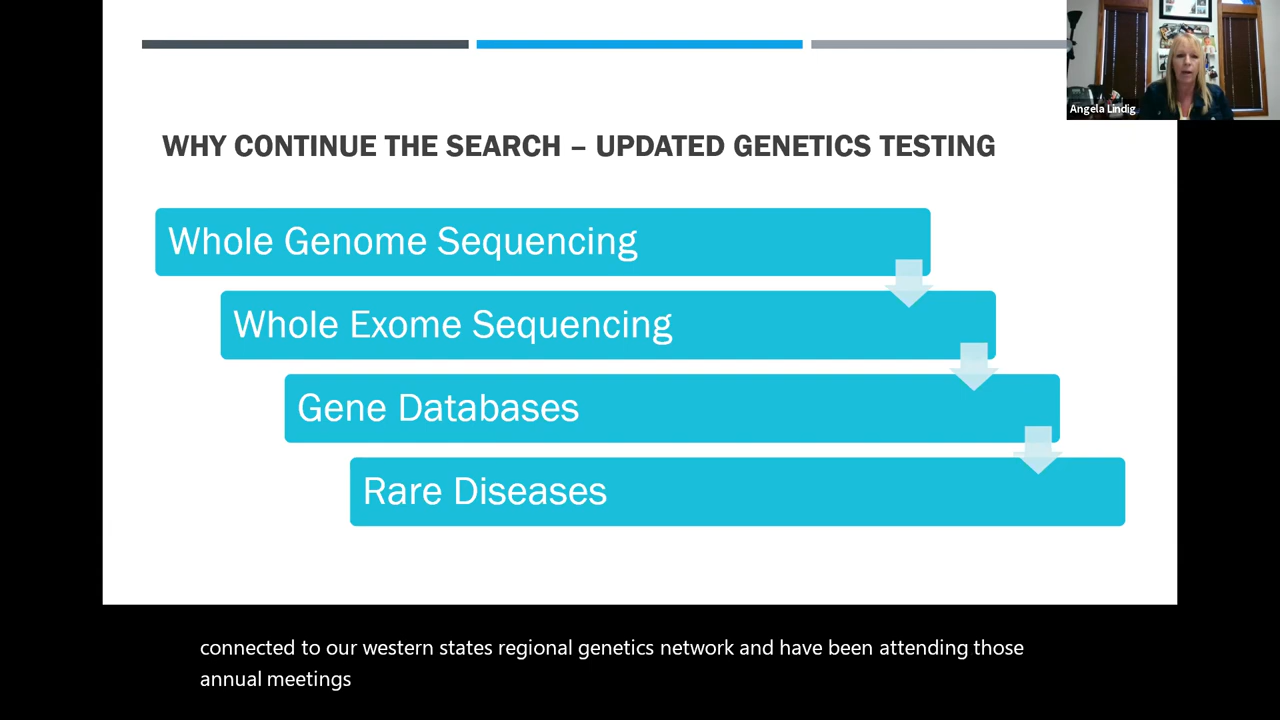 Angela Lindig
WHY CONTINUE THE SEARCH – UPDATED GENETICS TESTING
Whole Genome Sequencing
Whole Exome Sequencing
Gene Databases
Rare Diseases
connected to our western states regional genetics network and have been attending those
annual meetings